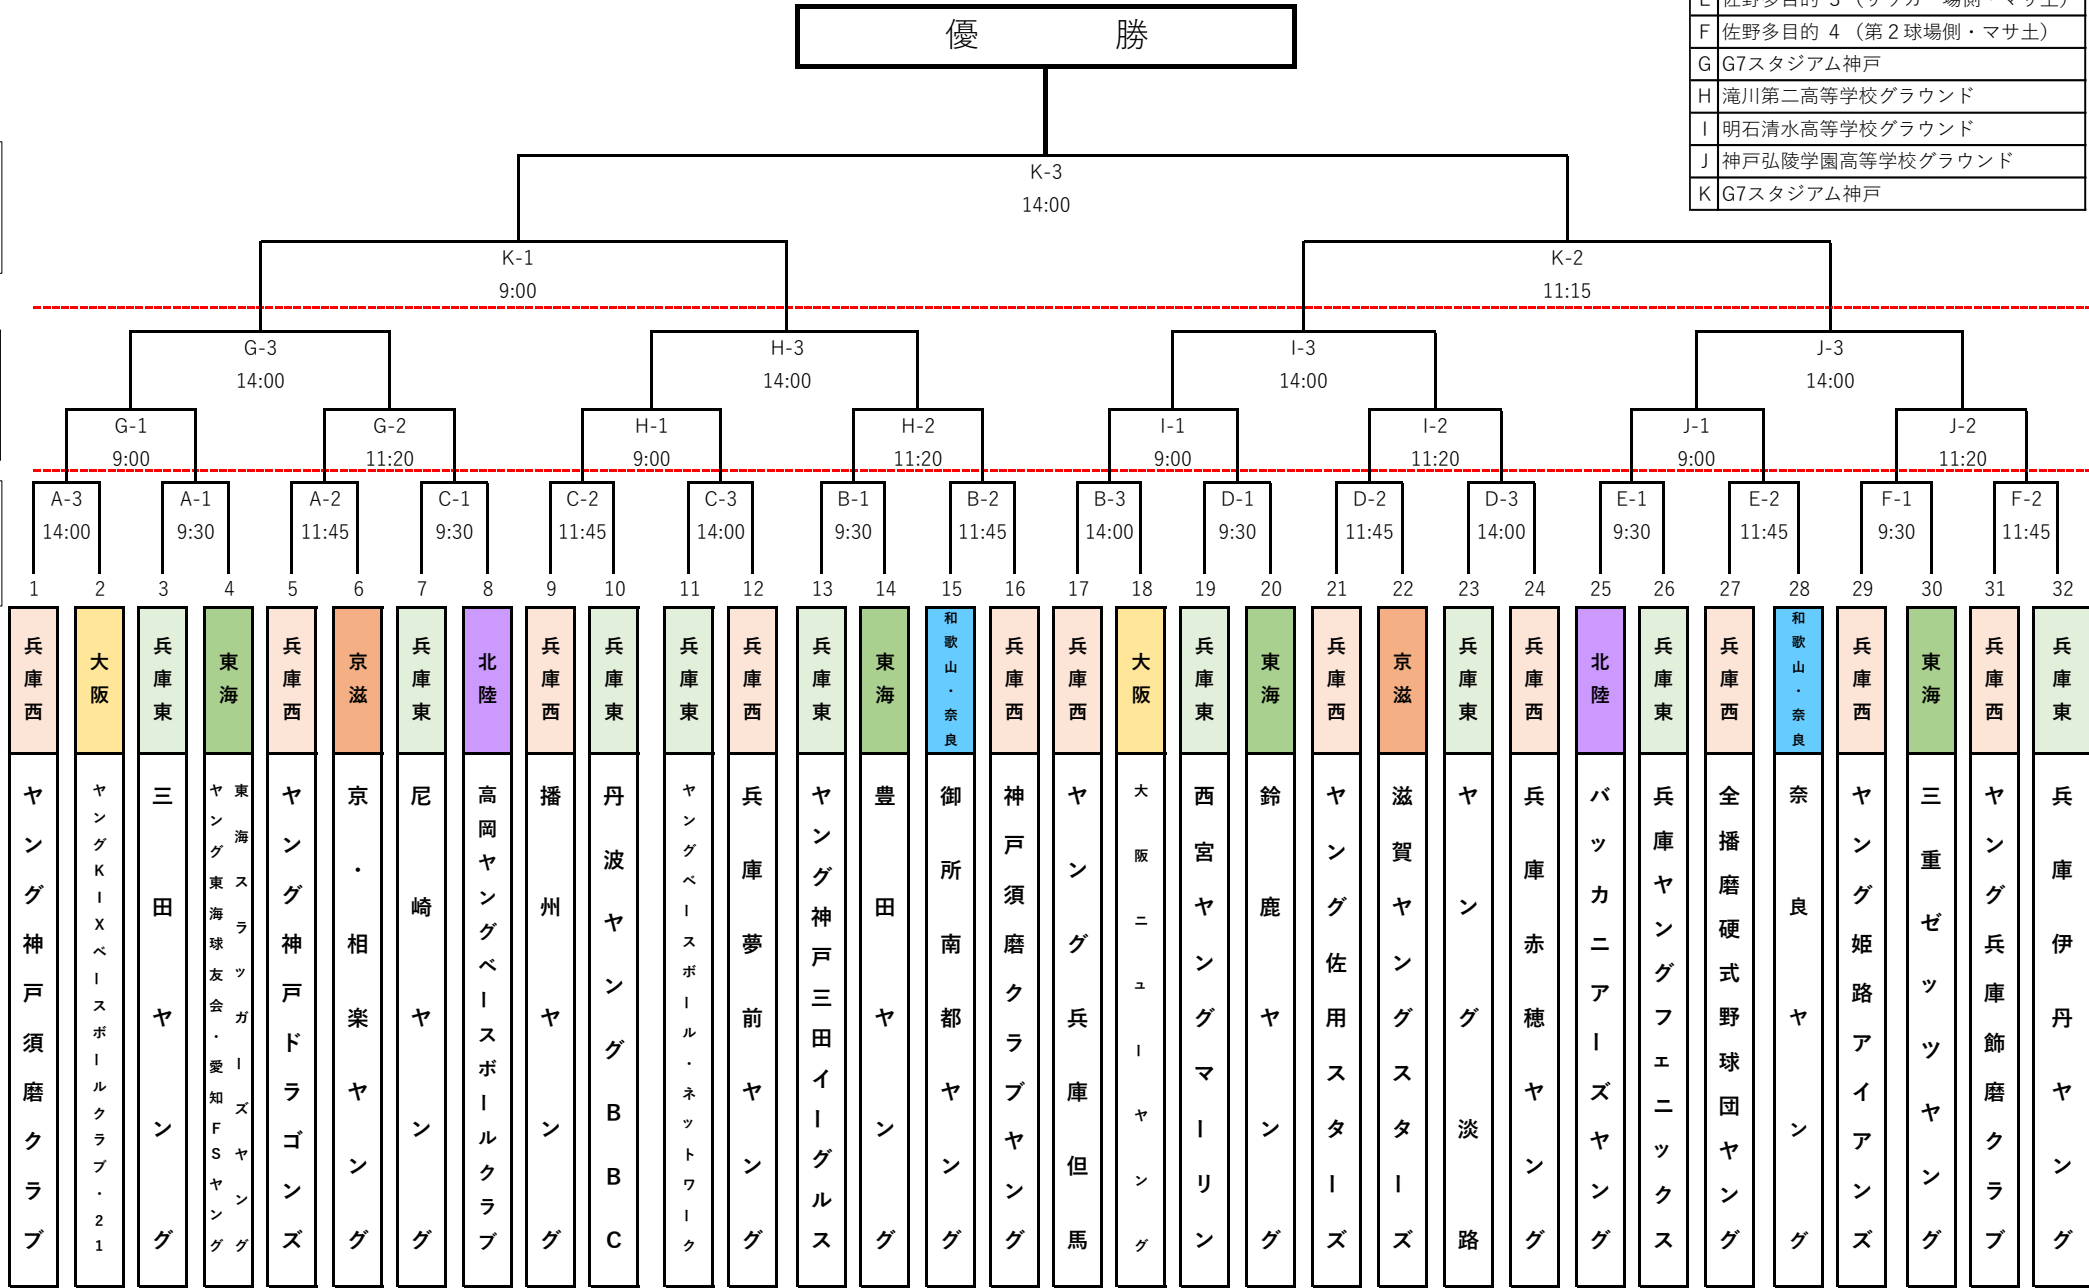 優勝
E 佐野多目的 3 （サッカー場側・マサ土）
F 佐野多目的 4 （第２球場側・マサ土）
G G7スタジアム神戸
H 滝川第二高等学校グラウンド
I 明石清水高等学校グラウンド
J 神戸弘陵学園高等学校グラウンド
K G7スタジアム神戸
K-3
14:00
K-1 K-2
9:00 11:15
G-3 H-3 I-3 J-3
14:00 14:00 14:00 14:00
G-1 G-2 H-1 H-2 I-1 I-2 J-1 J-2
9:00 11:20 9:00 11:20 9:00 11:20 9:00 11:20
A-3 A-1 A-2 C-1 C-2 C-3 B-1 B-2 B-3 D-1 D-2 D-3 E-1 E-2 F-1 F-2
14:00 9:30 11:45 9:30 11:45 14:00 9:30 11:45 14:00 9:30 11:45 14:00 9:30 11:45 9:30 11:45
1 2 3 4 5 6 7 8 9 10 11 12 13 14 15 16 17 18 19 20 21 22 23 24 25 26 27 28 29 30 31 32
兵庫西
大阪
兵庫東
東海
兵庫西
京滋
兵庫東
北陸
兵庫西
兵庫東
兵庫東
兵庫西
兵庫東
東海
和歌山・奈良
兵庫西
兵庫西
大阪
兵庫東
東海
兵庫西
京滋
兵庫東
兵庫西
北陸
兵庫東
兵庫西
和歌山・奈良
兵庫西
東海
兵庫西
兵庫東
ヤング神戸須磨クラブ
ヤングＫＩＸベースボールクラブ・２１
三田ヤング
東海スラッガーズヤング
ヤング東海球友会・愛知ＦＳヤング
ヤング神戸ドラゴンズ
京・相楽ヤング
尼崎ヤング
高岡ヤングベースボールクラブ
播州ヤング
丹波ヤングＢＢＣ
ヤングベースボール・ネットワーク
兵庫夢前ヤング
ヤング神戸三田イーグルス
豊田ヤング
御所南都ヤング
神戸須磨クラブヤング
ヤング兵庫但馬
大阪ニューヤング
西宮ヤングマーリン
鈴鹿ヤング
ヤング佐用スターズ
滋賀ヤングスターズ
ヤング淡路
兵庫赤穂ヤング
バッカニアーズヤング
兵庫ヤングフェニックス
全播磨硬式野球団ヤング
奈良ヤング
ヤング姫路アイアンズ
三重ゼッツヤング
ヤング兵庫飾磨クラブ
兵庫伊丹ヤング